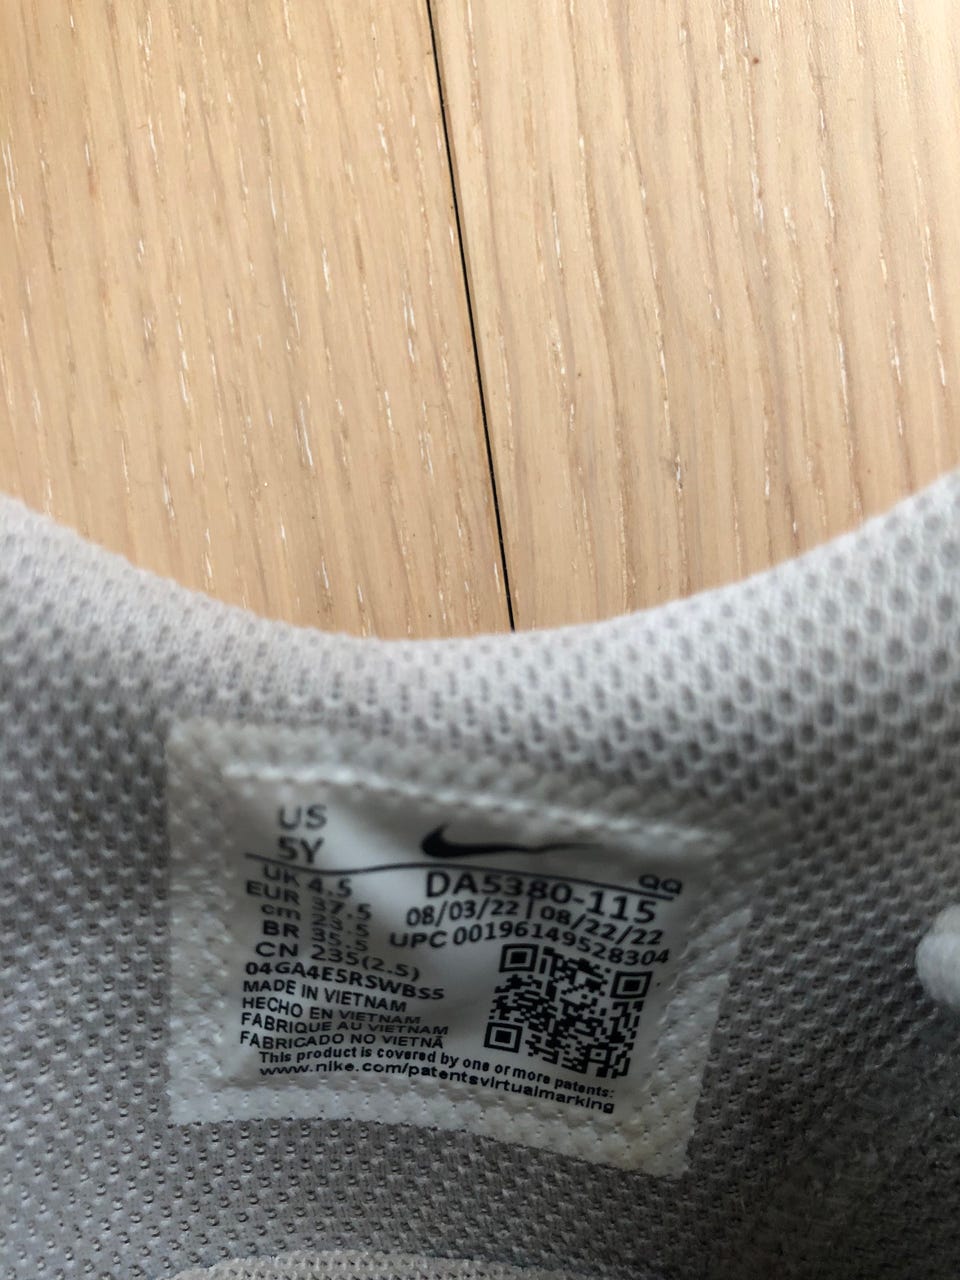 US
5Y
QQ
UK 4.5
EUR 37.5
cm 23.5
BR 35.5
CN 235(2.5)
DA5380-115
08/03/22 | 08/22/22
UPC 00196149528304
04GA4ESRSWBS5
MADE IN VIETNAM
HECHO EN VIETNAM
FABRIQUE AU VIETNAM
FABRICADO NO VIETNÃ
This product is covered by one or more patents:
www.nike.com/patentsvirtualmarking